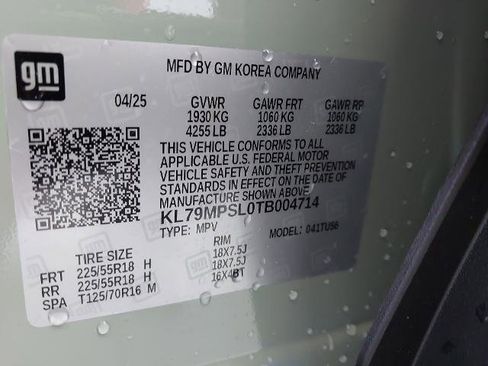 gm
MFD BY GM KOREA COMPANY
04/25 GVWR GAWR FRT GAWR RR
1930 KG 1060 KG 1060 KG
4255 LB 2336 LB 2336 LB
THIS VEHICLE CONFORMS TO ALL
APPLICABLE U.S. FEDERAL MOTOR
VEHICLE SAFETY AND THEFT PREVENTION
STANDARDS IN EFFECT ON THE DATE OF
MANUFACTURE SHOWN ABOVE.
KL79MPSL0TB004714
TYPE: MPV MODEL: 041TU56
TIRE SIZE RIM
FRT 225/55R18 H 18X7.5J
RR 225/55R18 H 18X7.5J
SPA T125/70R16 M 16X4BT